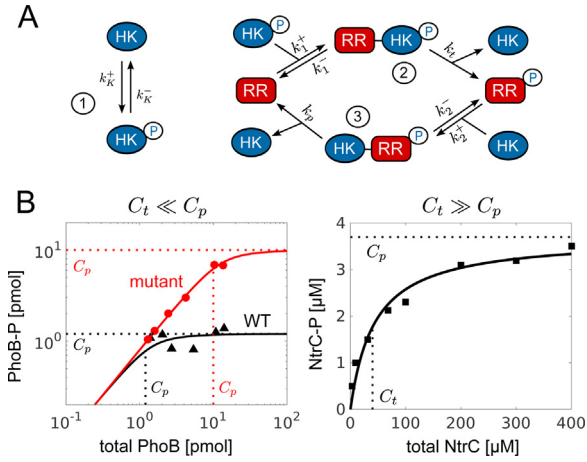 A
HK
k_K^+ k_K^-
1
HK P
HK P
k_1^+
k_1^-
RR HK P
2
k_t
HK
RR
RR P
k_p
3
k_2^-
k_2^+
HK
HK RR P
HK
B
C_t ≪ C_p
PhoB-P [pmol]
10^1
10^0
C_p
mutant
WT
C_p
C_p
C_p
10^-1 10^0 10^1 10^2
total PhoB [pmol]
C_t ≫ C_p
NtrC-P [µM]
4
3
2
1
0
C_p
C_t
0 100 200 300 400
total NtrC [µM]